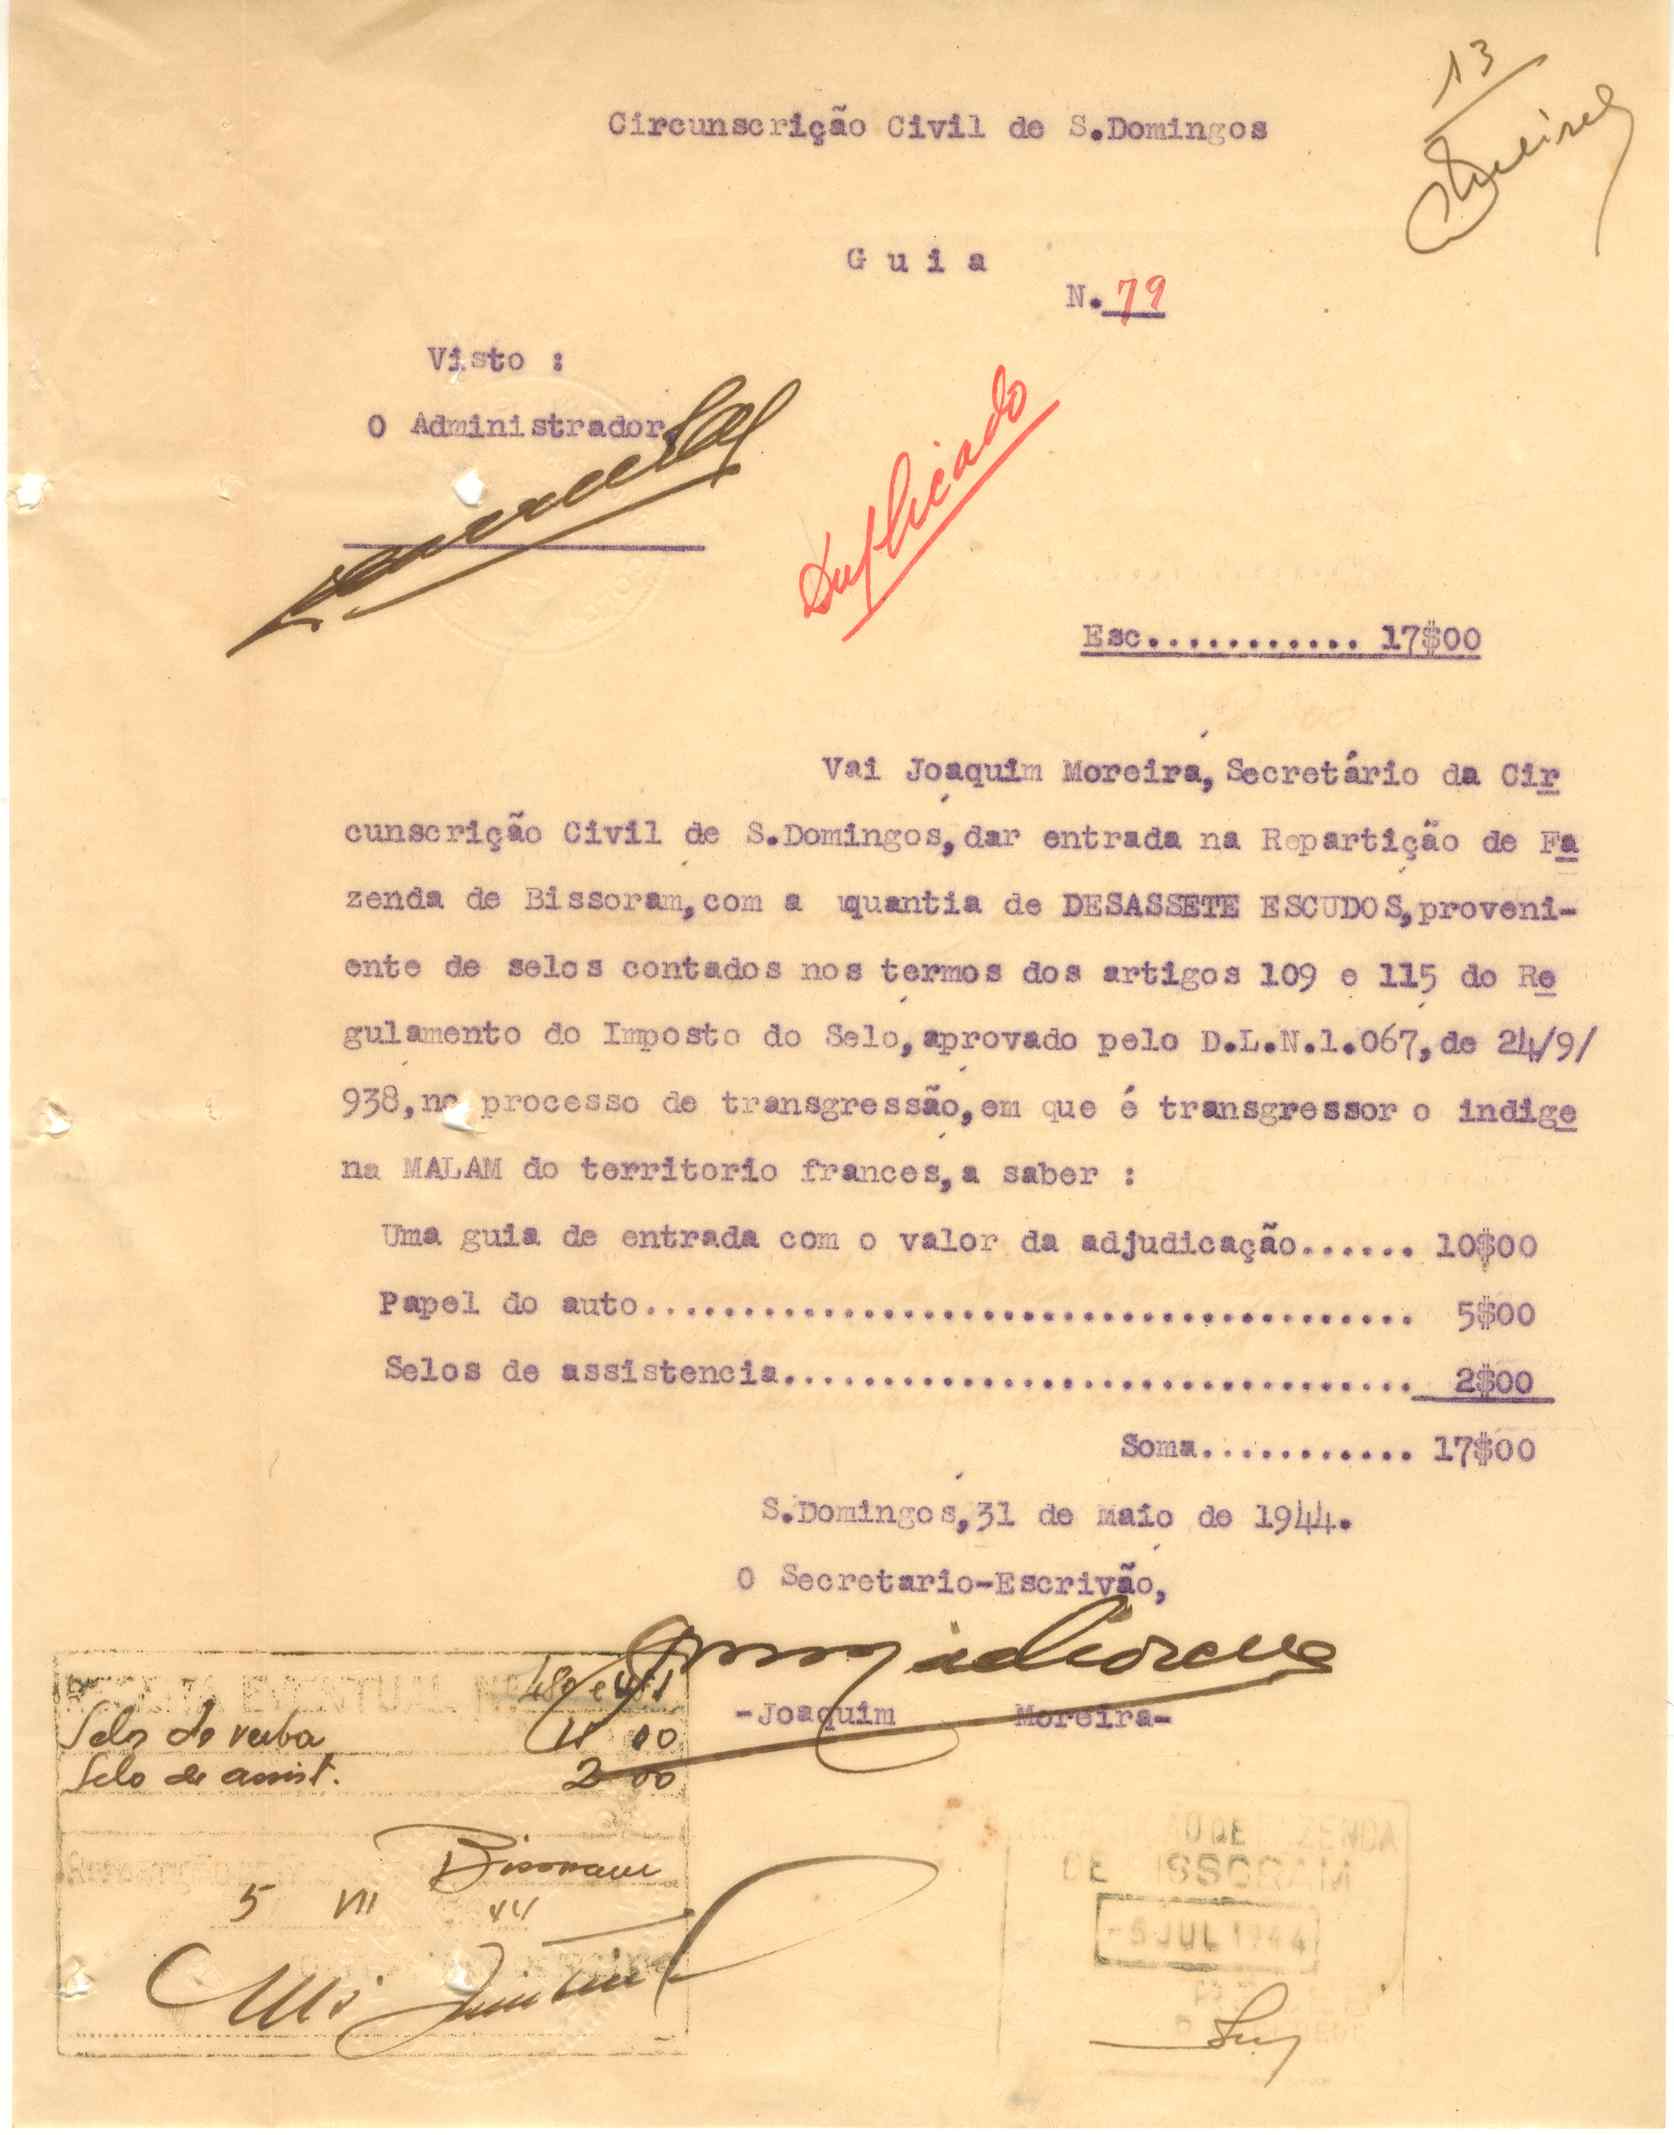 13
Circunscrição Civil de S.Domingos
G u i a
N. 79
Visto :
O Administrador,
Duplicado
Esc........... 17$00
Vai Joaquim Moreira, Secretário da Cir
cunscrição Civil de S.Domingos, dar entrada na Repartição de Fa
zenda de Bissoram, com a quantia de DESASSETE ESCUDOS, proveni-
ente de selos contados nos termos dos artigos 109 e 115 do Re
gulamento do Imposto do Selo, aprovado pelo D.L.N.1.067, de 24/9/
938, no processo de transgressão, em que é transgressor o indige
na MALAM do territorio frances, a saber :
Uma guia de entrada com o valor da adjudicação...... 10$00
Papel do auto....................................... 5$00
Selos de assistencia................................ 2$00
Soma........... 17$00
S.Domingos, 31 de Maio de 1944.
O Secretario-Escrivão,
-Joaquim Moreira-
RECEITA EVENTUAL N.
Selo de verba
Selo de assist. 2 00
Bissoram
5 VII 44
DE FAZENDA
DE BISSORAM
-5 JUL 1944